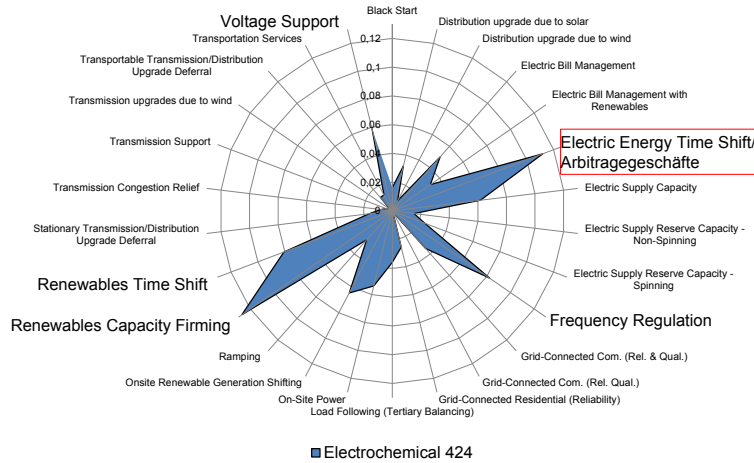 Black Start
Voltage Support
Distribution upgrade due to solar
Transportation Services
0,12
Distribution upgrade due to wind
Transportable Transmission/Distribution
Upgrade Deferral
0,1
Electric Bill Management
Transmission upgrades due to wind
0,08
Electric Bill Management with
Renewables
0,06
Transmission Support
0,04
Electric Energy Time Shift/
Arbitragegeschäfte
Transmission Congestion Relief
0,02
Electric Supply Capacity
0
Stationary Transmission/Distribution
Upgrade Deferral
Electric Supply Reserve Capacity -
Non-Spinning
Renewables Time Shift
Electric Supply Reserve Capacity -
Spinning
Renewables Capacity Firming
Frequency Regulation
Ramping
Grid-Connected Com. (Rel. & Qual.)
Onsite Renewable Generation Shifting
Grid-Connected Com. (Rel. Qual.)
On-Site Power
Grid-Connected Residential (Reliability)
Load Following (Tertiary Balancing)
Electrochemical 424